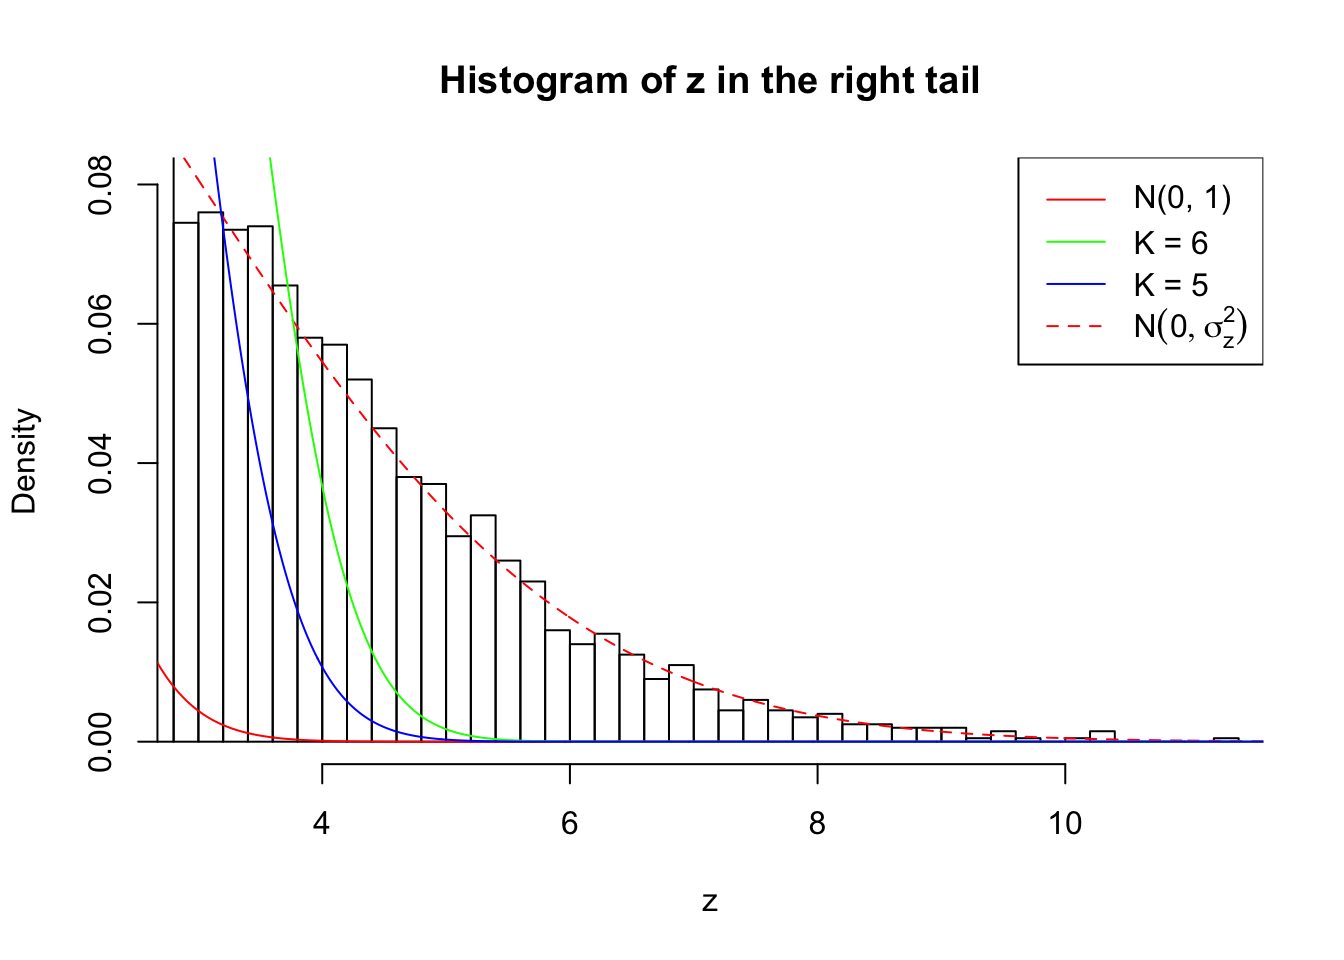 Histogram of z in the right tail
N(0, 1)
K = 6
K = 5
N(0, σ_z^2)
Density
0.08
0.06
0.04
0.02
0.00
4 6 8 10
z